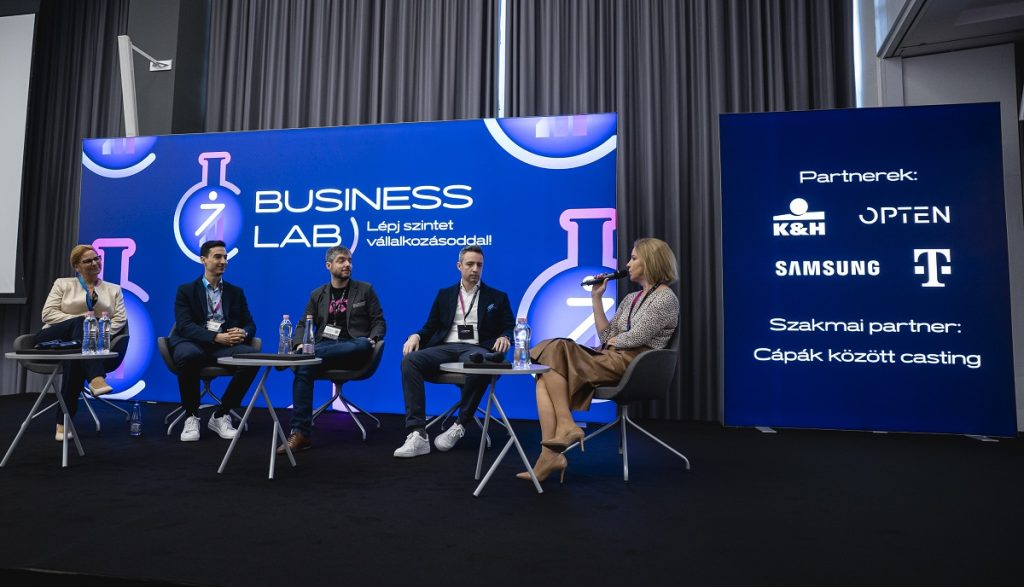 BUSINESS
LAB)
Lépj szintet
vállalkozásoddal!
Partnerek:
K&H
OPTEN
SAMSUNG
T
Szakmai partner:
Cápák között casting